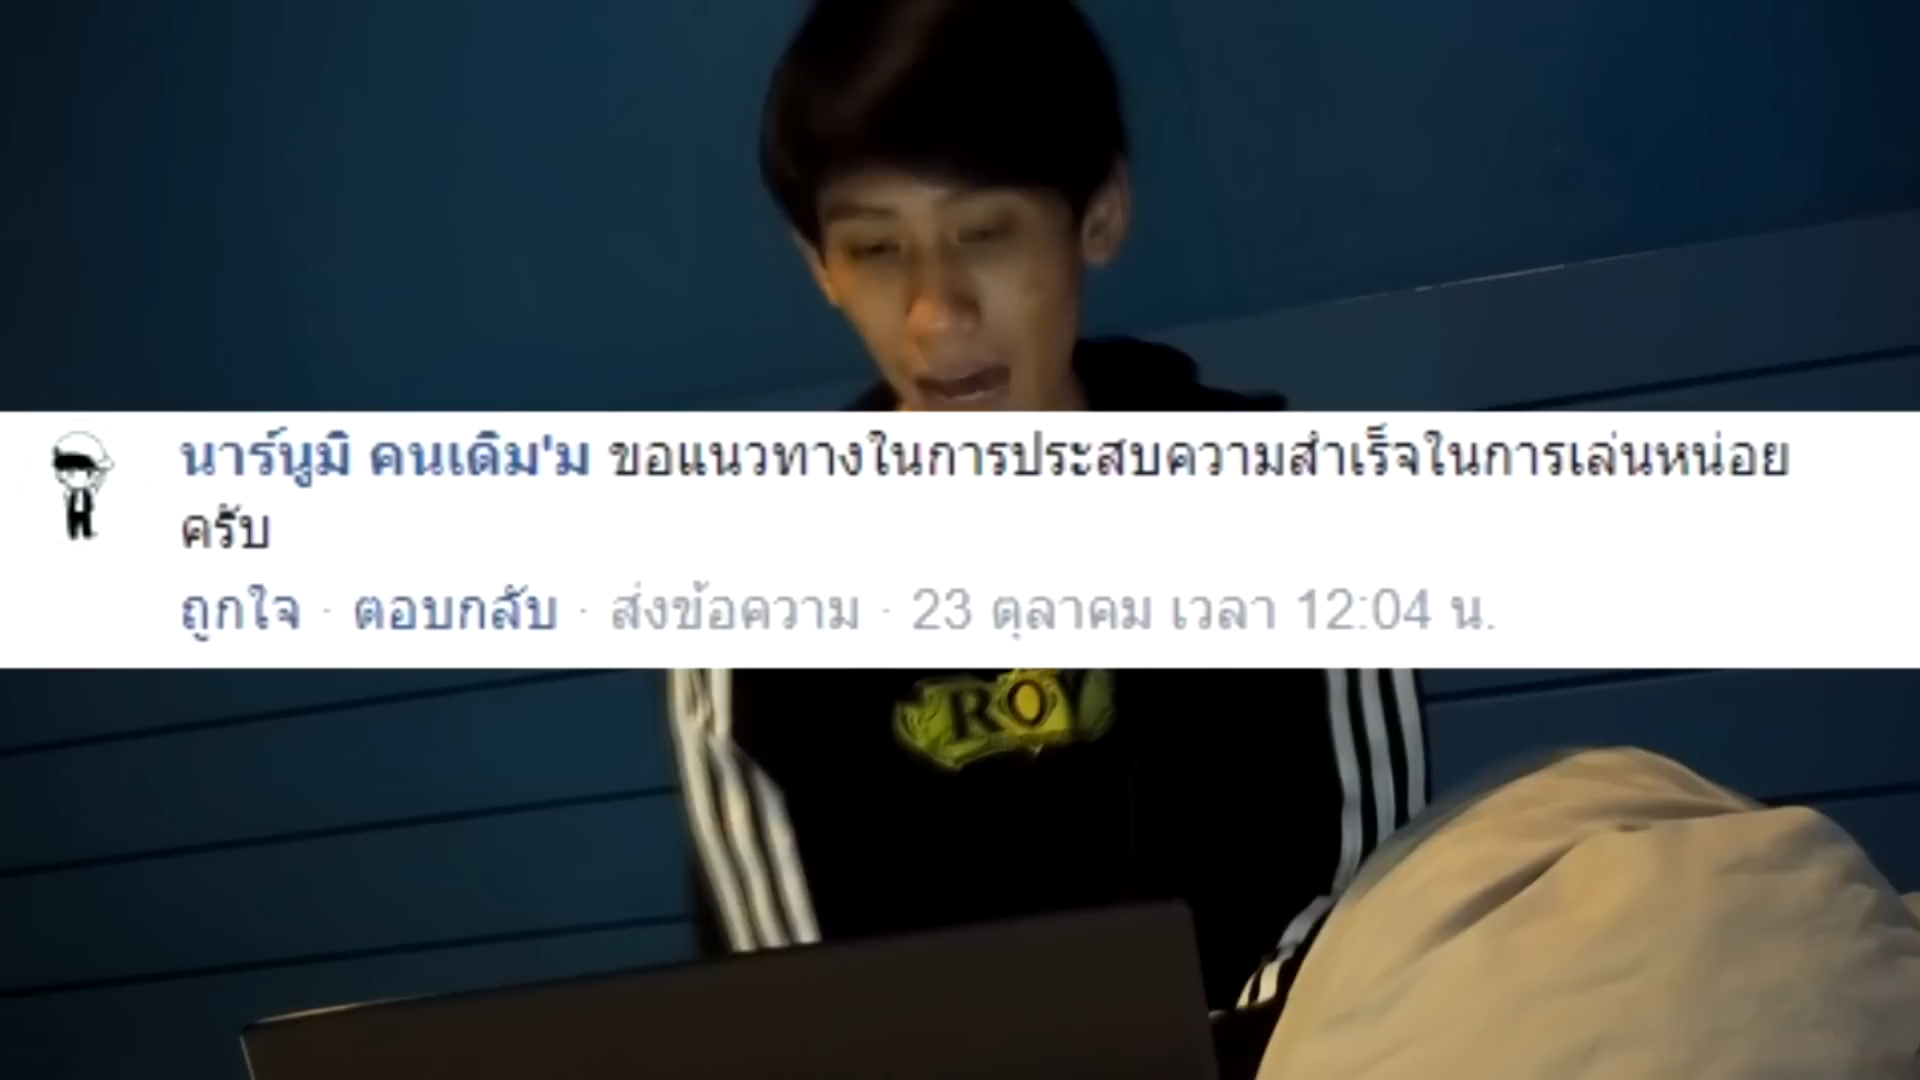 นาร์นูมิ คนเดิม'ม ขอแนวทางในการประสบความสำเร็จในการเล่นหน่อย
ครับ
ถูกใจ · ตอบกลับ · ส่งข้อความ · 23 ตุลาคม เวลา 12:04 น.
ROY